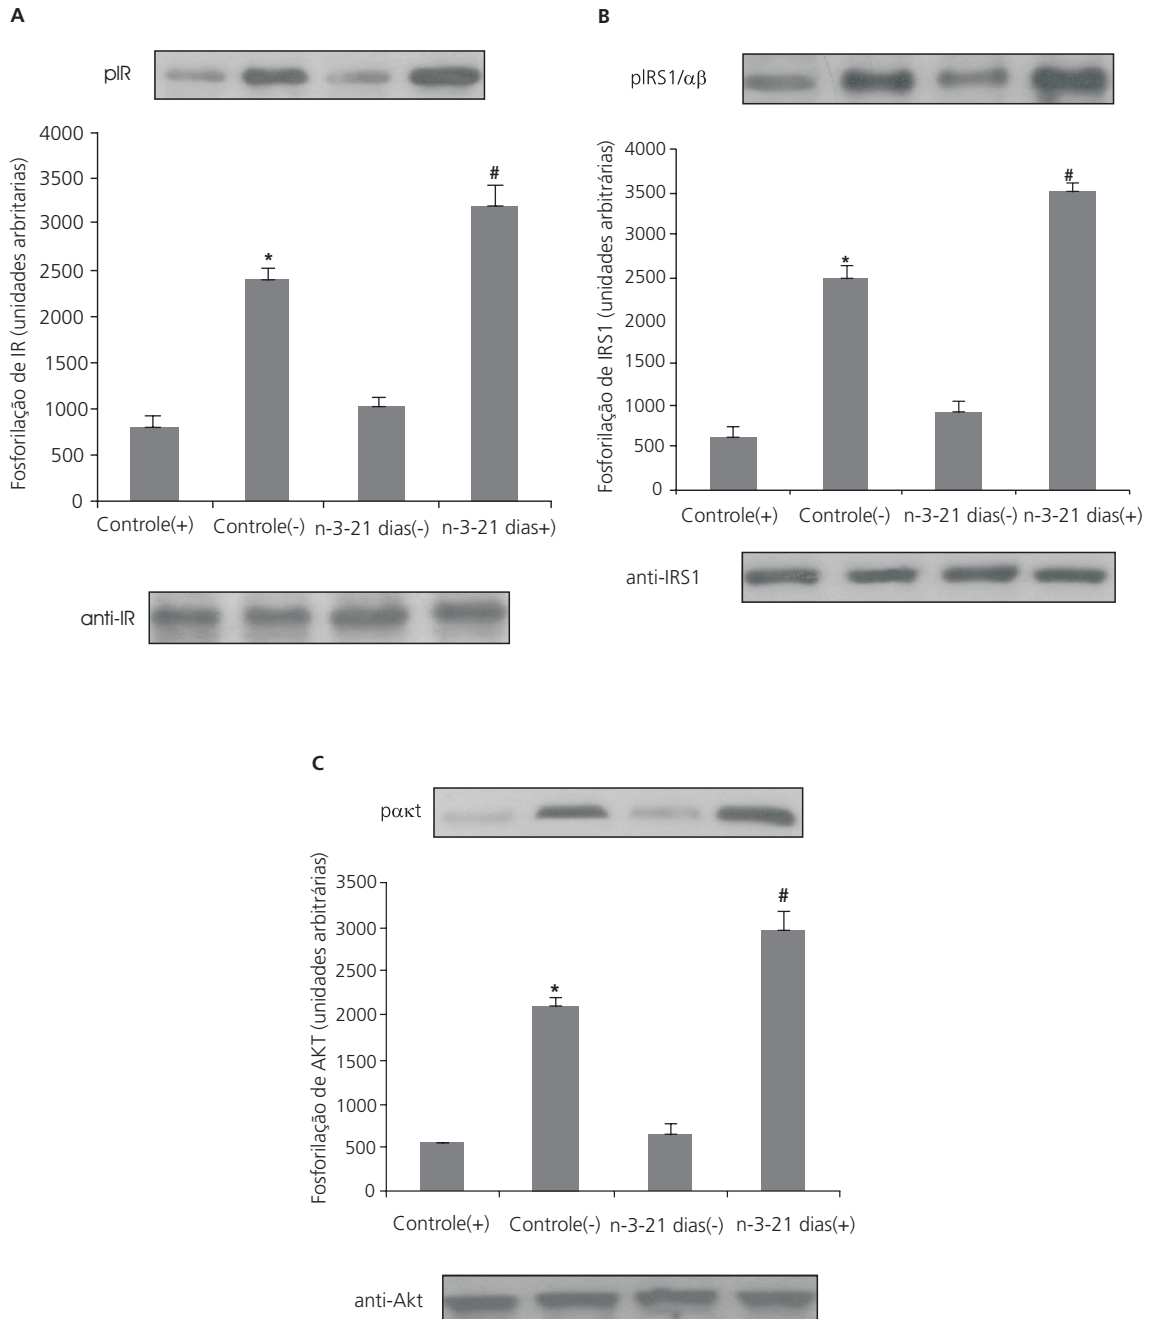 A
pIR
4000
3500
3000
2500
2000
1500
1000
500
0
Fosforilação de IR (unidades arbritarias)
*
#
Controle(+) Controle(-) n-3-21 dias(-) n-3-21 dias+)
anti-IR
B
pIRS1/αβ
4000
3500
3000
2500
2000
1500
1000
500
0
Fosforilação de IRS1 (unidades arbitrárias)
*
#
Controle(+) Controle(-) n-3-21 dias(-) n-3-21 dias(+)
anti-IRS1
C
pακt
3500
3000
2500
2000
1500
1000
500
0
Fosforilação de AKT (unidades arbitrárias)
*
#
Controle(+) Controle(-) n-3-21 dias(-) n-3-21 dias(+)
anti-Akt